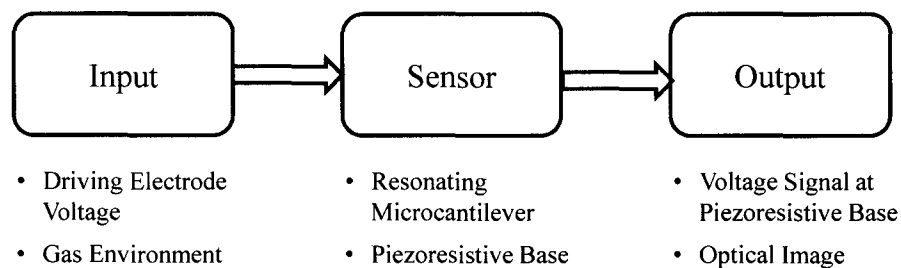 Input
Sensor
Output
• Driving Electrode
Voltage
• Gas Environment
• Resonating
Microcantilever
• Piezoresistive Base
• Voltage Signal at
Piezoresistive Base
• Optical Image